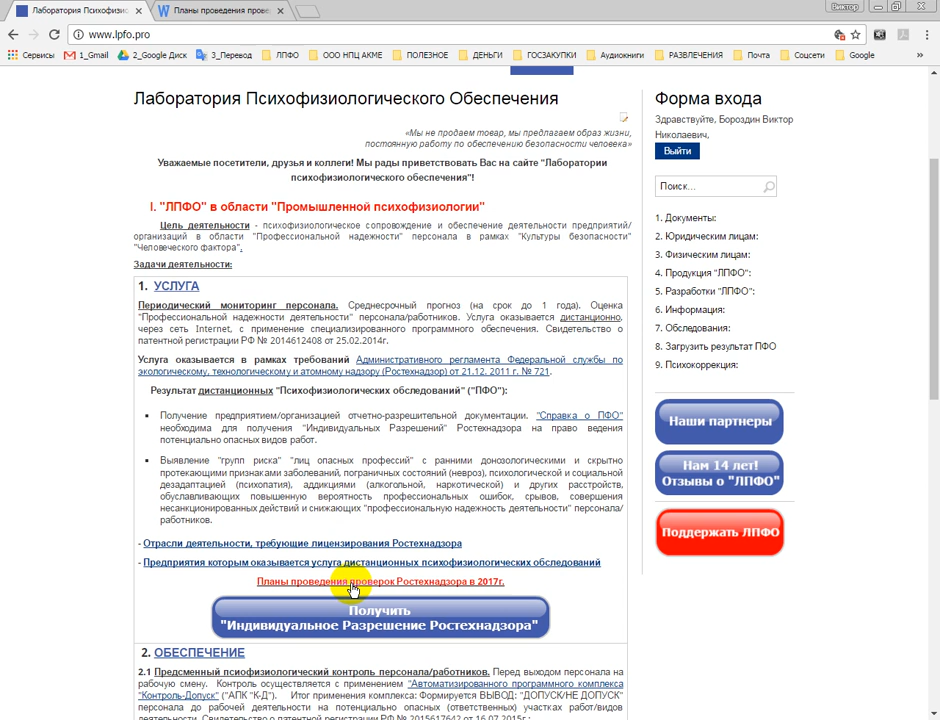 Лаборатория Психофизис
Планы проведения прове
Виктор
www.lpfo.pro
Сервисы
1_Gmail
2_Google Диск
3_Перевод
ЛПФО
ООО НПЦ АКМЕ
ПОЛЕЗНОЕ
ДЕНЬГИ
ГОСЗАКУПКИ
Аудиокниги
РАЗВЛЕЧЕНИЯ
Почта
Соцсети
Google
Лаборатория Психофизиологического Обеспечения
«Мы не продаем товар, мы предлагаем образ жизни,
постоянную работу по обеспечению безопасности человека»
Уважаемые посетители, друзья и коллеги! Мы рады приветствовать Вас на сайте "Лаборатории
психофизиологического обеспечения"!
I. "ЛПФО" в области "Промышленной психофизиологии"
Цель деятельности - психофизиологическое сопровождение и обеспечение деятельности предприятий/
организаций в области "Профессиональной надежности" персонала в рамках "Культуры безопасности"
"Человеческого фактора".
Задачи деятельности:
1. УСЛУГА
Периодический мониторинг персонала. Среднесрочный прогноз (на срок до 1 года). Оценка
"Профессиональной надежности деятельности" персонала/работников. Услуга оказывается дистанционно,
через сеть Internet, с применение специализированного программного обеспечения. Свидетельство о
патентной регистрации РФ № 2014612408 от 25.02.2014г.
Услуга оказывается в рамках требований Административного регламента Федеральной службы по
экологическому, технологическому и атомному надзору (Ростехнадзор) от 21.12. 2011 г. № 721.
Результат дистанционных "Психофизиологических обследований" ("ПФО"):
▪ Получение предприятием/организацией отчетно-разрешительной документации. "Справка о ПФО"
необходима для получения "Индивидуальных Разрешений" Ростехнадзора на право ведения
потенциально опасных видов работ.
▪ Выявление "групп риска" "лиц опасных профессий" с ранними донозологическими и скрытно
протекающими признаками заболеваний, пограничных состояний (невроз), психологической и социальной
дезадаптацией (психопатия), аддикциями (алкогольной, наркотической) и других расстройств,
обуславливающих повышенную вероятность профессиональных ошибок, срывов, совершения
несанкционированных действий и снижающих "профессиональную надежность деятельности" персонала/
работников.
- Отрасли деятельности, требующие лицензирования Ростехнадзора
- Предприятия которым оказывается услуга дистанционных психофизиологических обследований
Планы проведения проверок Ростехнадзора в 2017г.
Получить
"Индивидуальное Разрешение Ростехнадзора"
2. ОБЕСПЕЧЕНИЕ
2.1 Предсменный псиофизиологический контроль персонала/работников. Перед выходом персонала на
рабочую смену. Контроль осуществляется с применением "Автоматизированного программного комплекса
"Контроль-Допуск" ("АПК "К-Д"). Итог применения комплекса: Формируется ВЫВОД: "ДОПУСК/НЕ ДОПУСК"
персонала до рабочей деятельности на потенциально опасных (ответственных) участках работ/видов
деятельности. Свидетельство о патентной регистрации РФ № 2015617642 от 16.07.2015г.;
Форма входа
Здравствуйте, Бороздин Виктор
Николаевич,
Выйти
Поиск...
1. Документы:
2. Юридическим лицам:
3. Физическим лицам:
4. Продукция "ЛПФО":
5. Разработки "ЛПФО":
6. Информация:
7. Обследования:
8. Загрузить результат ПФО
9. Психокоррекция:
Наши партнеры
Нам 14 лет!
Отзывы о "ЛПФО"
Поддержать ЛПФО